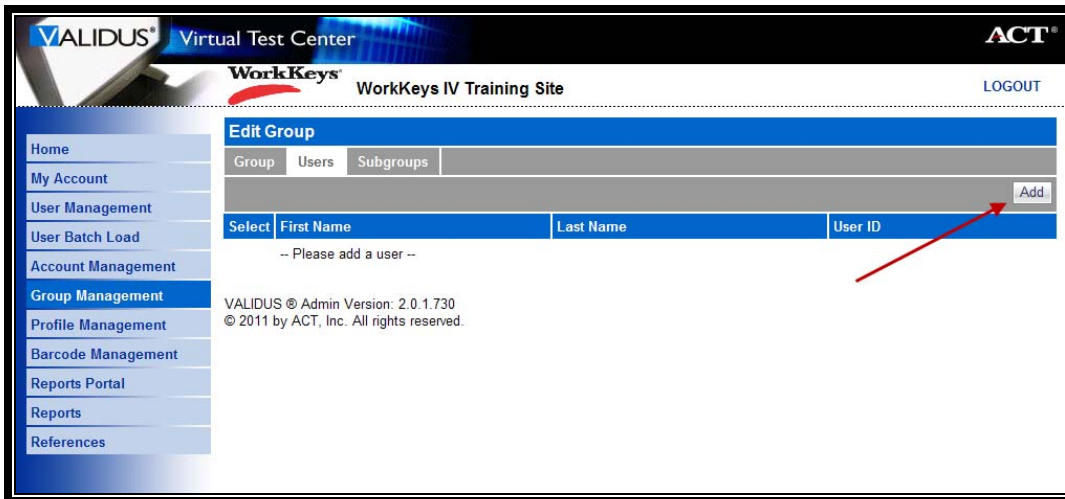 VALIDUS® Virtual Test Center
ACT®
WorkKeys®
WorkKeys IV Training Site
LOGOUT
Home
My Account
User Management
User Batch Load
Account Management
Group Management
Profile Management
Barcode Management
Reports Portal
Reports
References
Edit Group
Group Users Subgroups
Add
Select First Name Last Name User ID
-- Please add a user --
VALIDUS ® Admin Version: 2.0.1.730
© 2011 by ACT, Inc. All rights reserved.